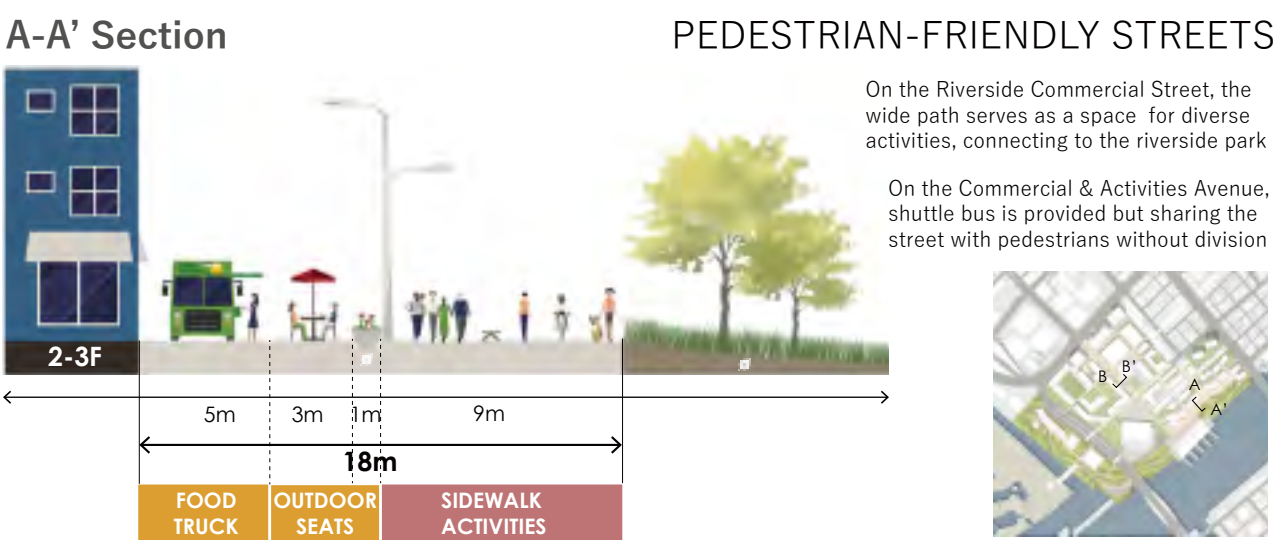 A-A’ Section
PEDESTRIAN-FRIENDLY STREETS
On the Riverside Commercial Street, the
wide path serves as a space for diverse
activities, connecting to the riverside park
On the Commercial & Activities Avenue,
shuttle bus is provided but sharing the
street with pedestrians without division
2-3F
5m
3m
1m
9m
18m
FOOD
TRUCK
OUTDOOR
SEATS
SIDEWALK
ACTIVITIES
B
B’
A
A’